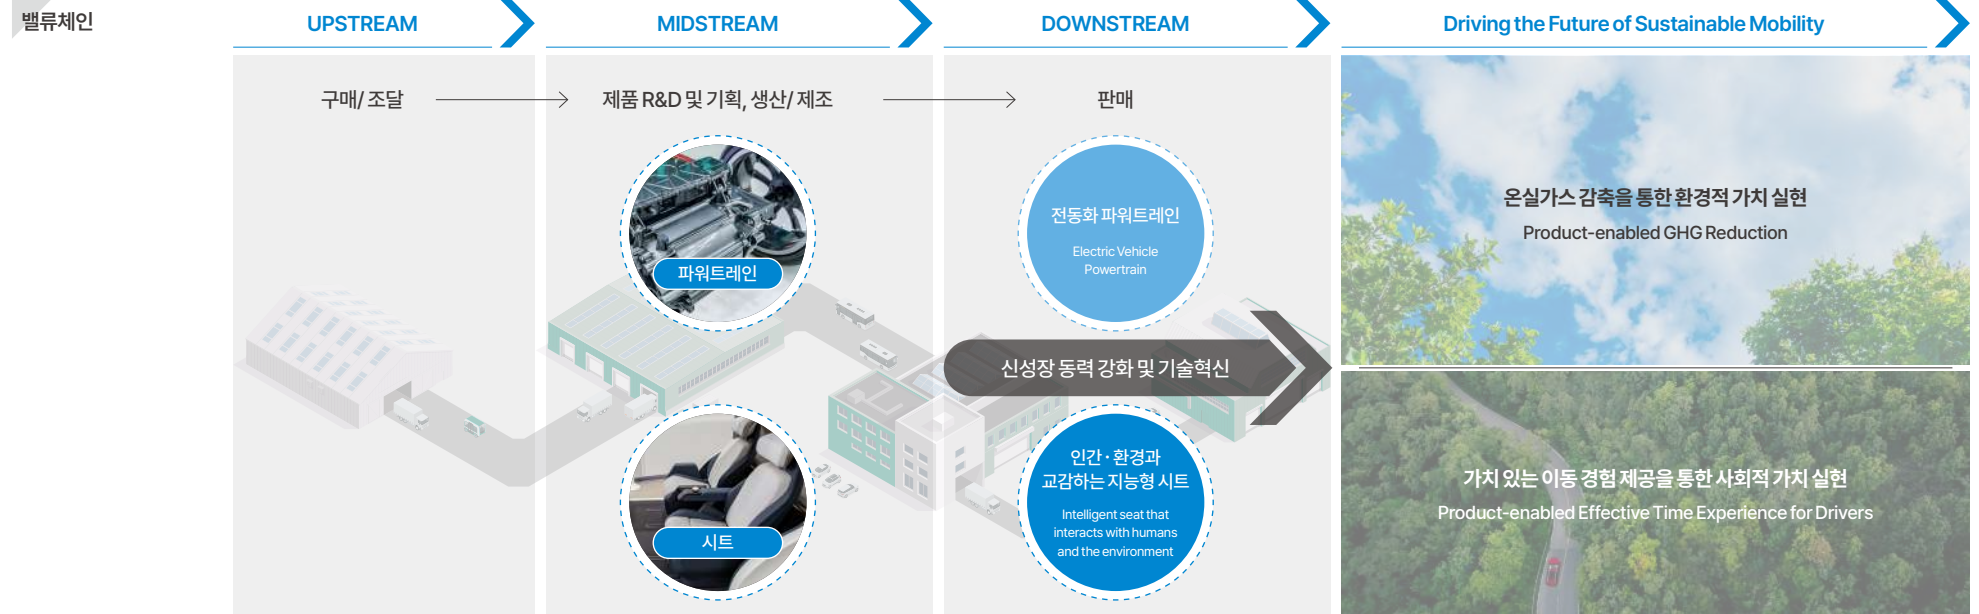 밸류체인
UPSTREAM
MIDSTREAM
DOWNSTREAM
Driving the Future of Sustainable Mobility
구매/ 조달
제품 R&D 및 기획, 생산/ 제조
판매
파워트레인
시트
전동화 파워트레인
Electric Vehicle
Powertrain
신성장 동력 강화 및 기술혁신
인간 · 환경과
교감하는 지능형 시트
Intelligent seat that
interacts with humans
and the environment
온실가스 감축을 통한 환경적 가치 실현
Product-enabled GHG Reduction
가치 있는 이동 경험 제공을 통한 사회적 가치 실현
Product-enabled Effective Time Experience for Drivers